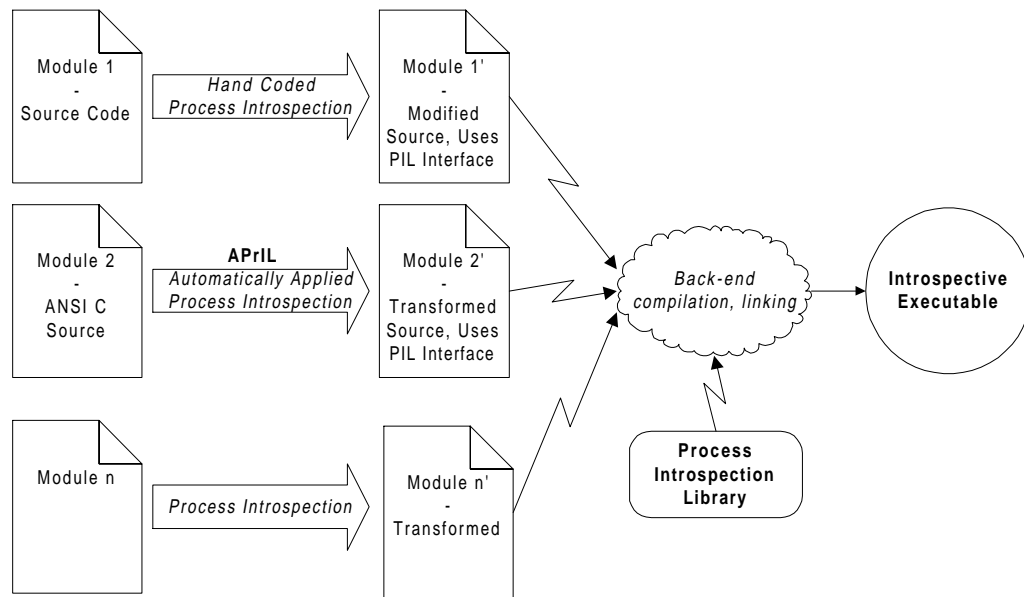 Module 1
-
Source Code
Hand Coded
Process Introspection
Module 1'
-
Modified
Source, Uses
PIL Interface
Module 2
-
ANSI C
Source
APrIL
Automatically Applied
Process Introspection
Module 2'
-
Transformed
Source, Uses
PIL Interface
Back-end
compilation, linking
Introspective
Executable
Module n
Process Introspection
Module n'
-
Transformed
Process
Introspection
Library